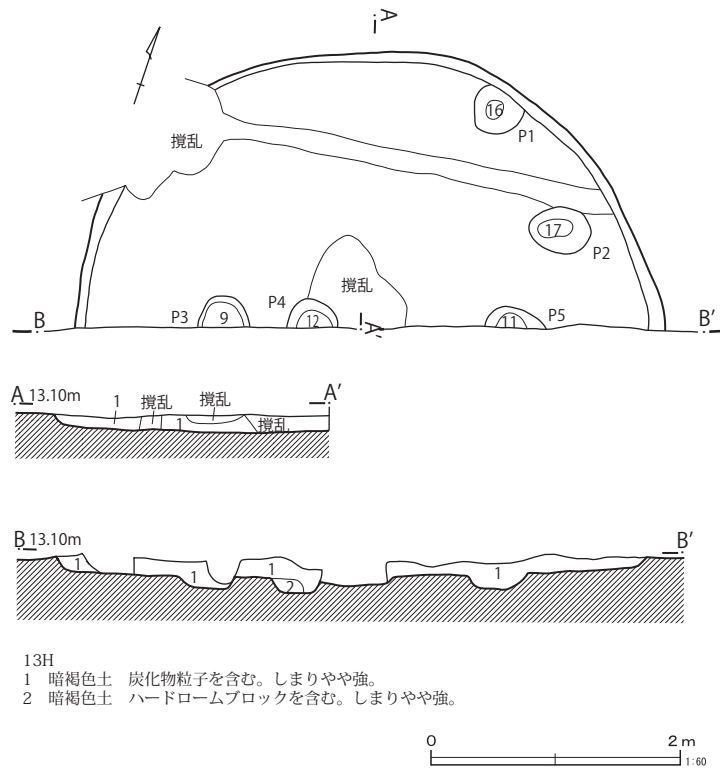 A
16
P1
撹乱
17
P2
撹乱
P4
P3
9
12
11
P5
B
A'
B'
A 13.10m
1
撹乱
撹乱
A'
1
撹乱
B 13.10m
B'
1
1
1
2
1
13H
1 暗褐色土 炭化物粒子を含む。しまりやや強。
2 暗褐色土 ハードロームブロックを含む。しまりやや強。
0
2 m
1:60